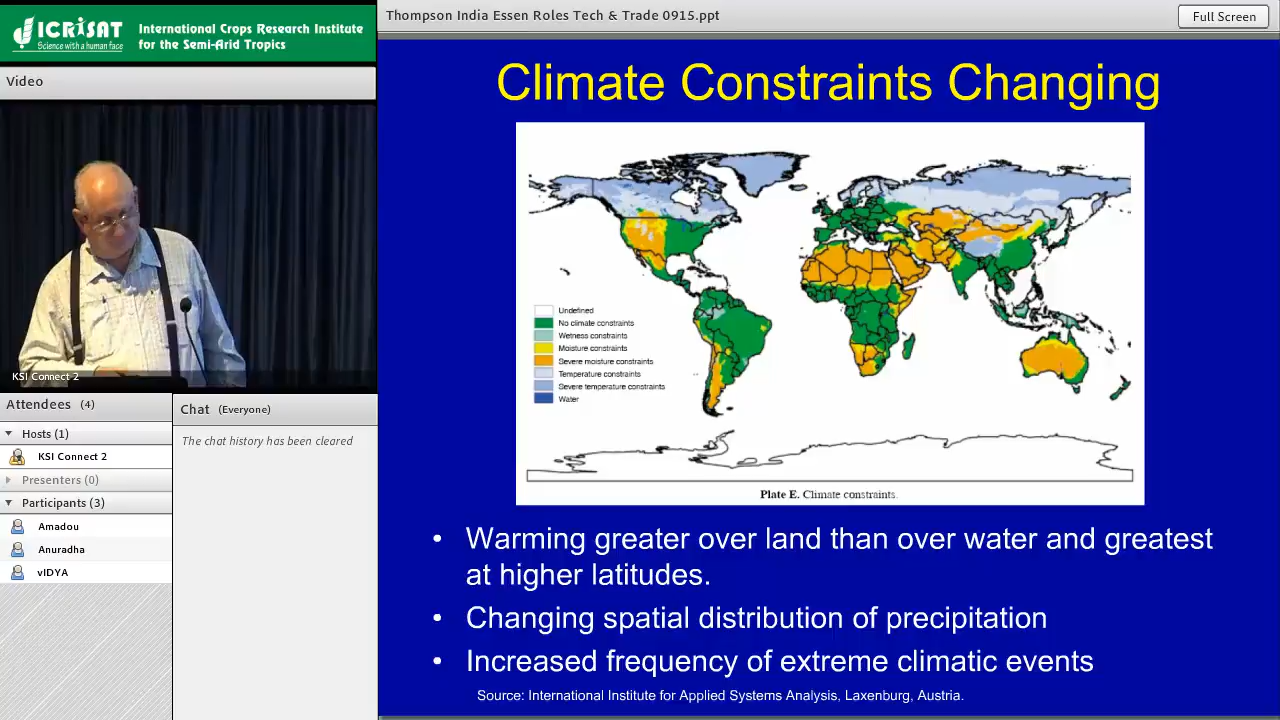 ICRISAT
Science with a human face
International Crops Research Institute
for the Semi-Arid Tropics
Video
KSI Connect 2
Attendees (4)
Hosts (1)
KSI Connect 2
Presenters (0)
Participants (3)
Amadou
Anuradha
vIDYA
Chat (Everyone)
The chat history has been cleared
Thompson India Essen Roles Tech & Trade 0915.ppt
Full Screen
Climate Constraints Changing
Undefined
No climate constraints
Wetness constraints
Moisture constraints
Severe moisture constraints
Temperature constraints
Severe temperature constraints
Water
Plate E. Climate constraints.
• Warming greater over land than over water and greatest
at higher latitudes.
• Changing spatial distribution of precipitation
• Increased frequency of extreme climatic events
Source: International Institute for Applied Systems Analysis, Laxenburg, Austria.